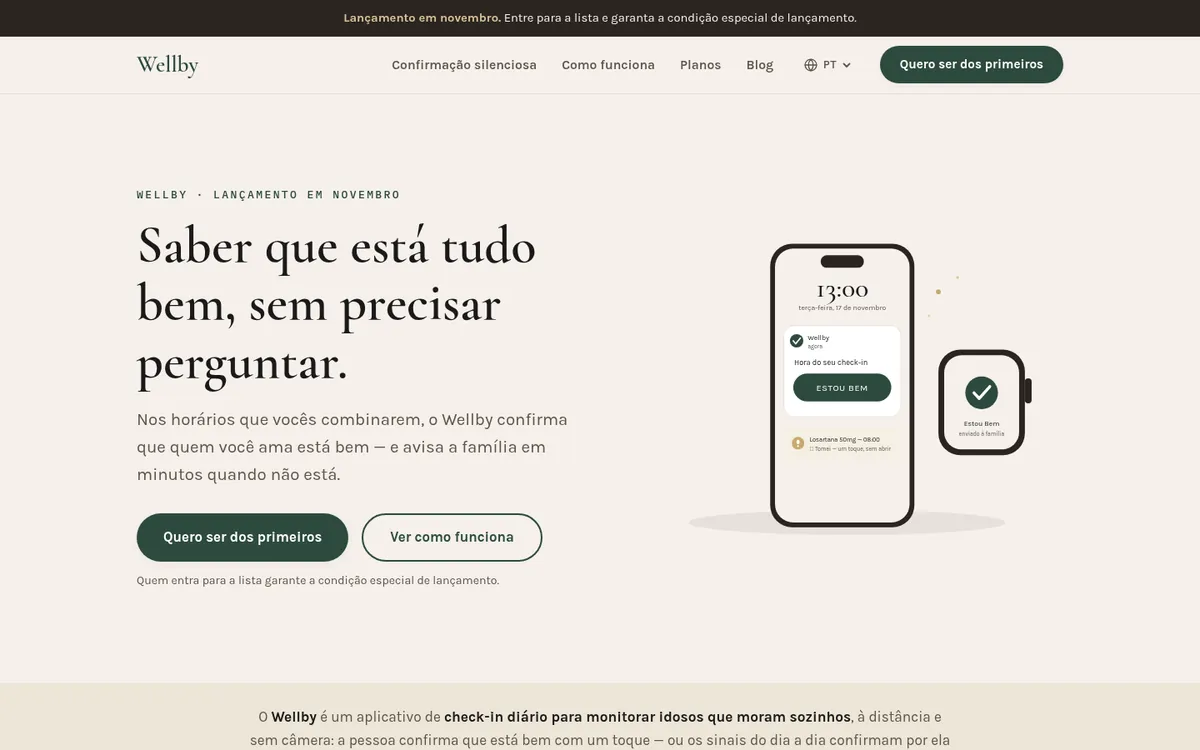 Lançamento em novembro. Entre para a lista e garanta a condição especial de lançamento.
Wellby
Confirmação silenciosa
Como funciona
Planos
Blog
PT
Quero ser dos primeiros
WELLBY · LANÇAMENTO EM NOVEMBRO
Saber que está tudo
bem, sem precisar
perguntar.
Nos horários que vocês combinarem, o Wellby confirma
que quem você ama está bem — e avisa a família em
minutos quando não está.
Quero ser dos primeiros
Ver como funciona
Quem entra para a lista garante a condição especial de lançamento.
13:00
terça-feira, 17 de novembro
Wellby
agora
Hora do seu check-in
ESTOU BEM
Losartana 50mg — 08:00
Tomei — um toque, sem abrir
Estou Bem
enviado à família
O Wellby é um aplicativo de check-in diário para monitorar idosos que moram sozinhos, à distância e
sem câmera: a pessoa confirma que está bem com um toque — ou os sinais do dia a dia confirmam por ela